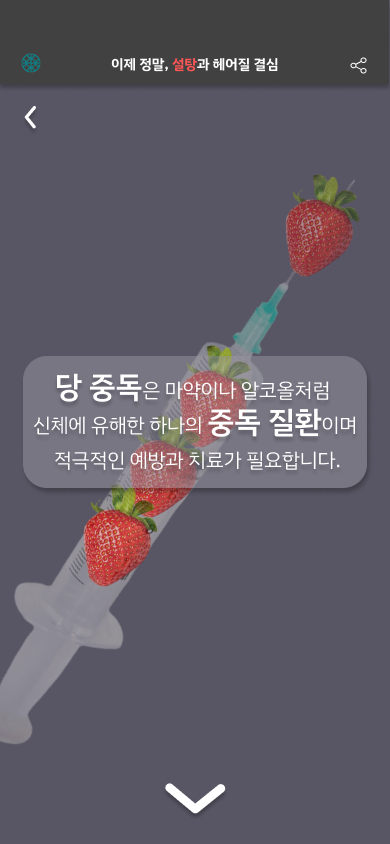 이제 정말, 설탕과 헤어질 결심
당 중독은 마약이나 알코올처럼
신체에 유해한 하나의 중독 질환이며
적극적인 예방과 치료가 필요합니다.